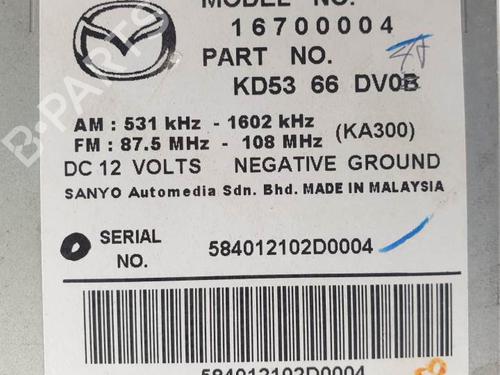 MODEL NO.
16700004
PART NO.
KD53 66 DV0B
AM : 531 kHz - 1602 kHz
FM : 87.5 MHz - 108 MHz (KA300)
DC 12 VOLTS NEGATIVE GROUND
SANYO Automedia Sdn. Bhd. MADE IN MALAYSIA
SERIAL NO. 584012102D0004
584012102D0004
B-PARTS